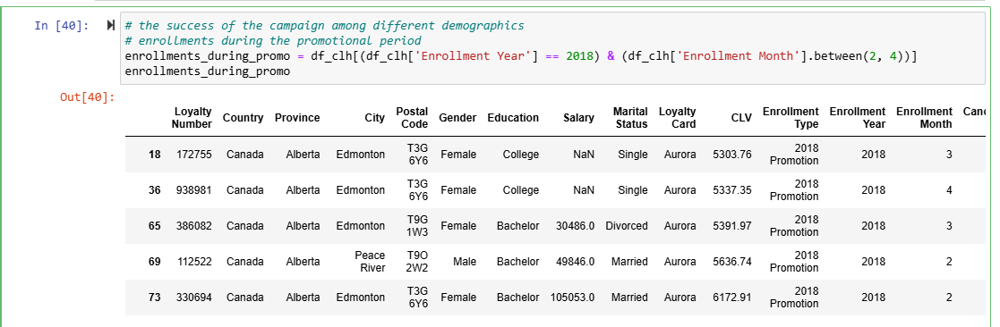 In [40]:
# the success of the campaign among different demographics
# enrollments during the promotional period
enrollments_during_promo = df_clh[(df_clh['Enrollment Year'] == 2018) & (df_clh['Enrollment Month'].between(2, 4))]
enrollments_during_promo
Out[40]:
Loyalty Number Country Province City Postal Code Gender Education Salary Marital Status Loyalty Card CLV Enrollment Type Enrollment Year Enrollment Month Canc
18 172755 Canada Alberta Edmonton T3G 6Y6 Female College NaN Single Aurora 5303.76 2018 Promotion 2018 3
36 938981 Canada Alberta Edmonton T3G 6Y6 Female College NaN Single Aurora 5337.35 2018 Promotion 2018 4
65 386082 Canada Alberta Edmonton T9G 1W3 Female Bachelor 30486.0 Divorced Aurora 5391.97 2018 Promotion 2018 3
69 112522 Canada Alberta Peace River T9O 2W2 Male Bachelor 49846.0 Married Aurora 5636.74 2018 Promotion 2018 2
73 330694 Canada Alberta Edmonton T3G 6Y6 Female Bachelor 105053.0 Married Aurora 6172.91 2018 Promotion 2018 2